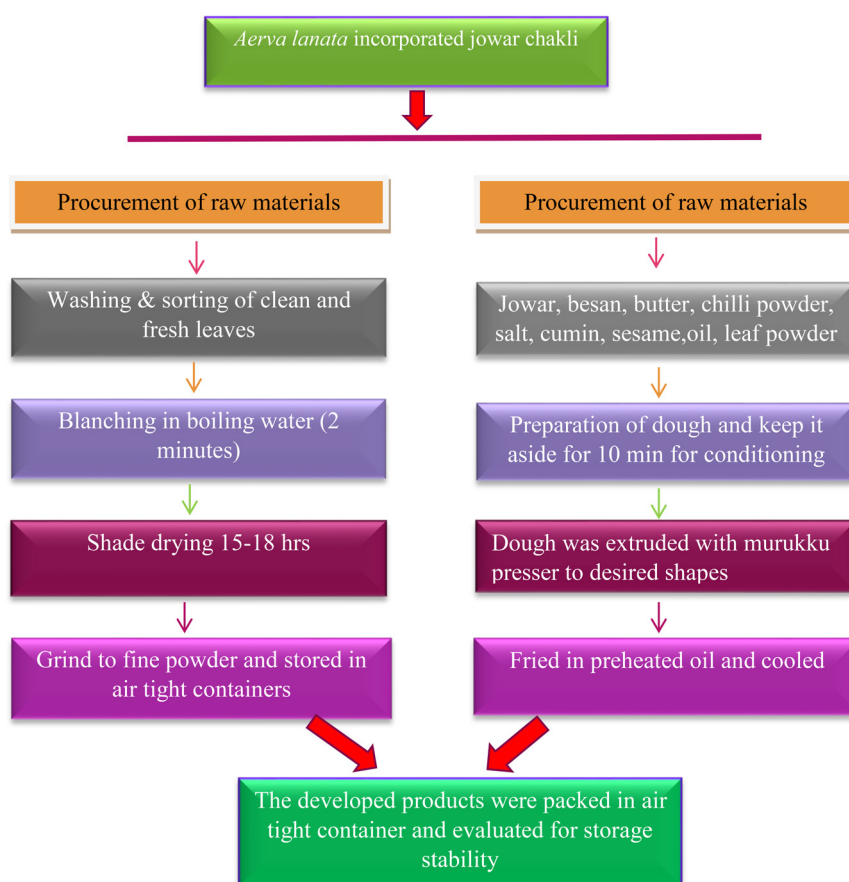 Aerva lanata incorporated jowar chakli
Procurement of raw materials
Washing & sorting of clean and
fresh leaves
Blanching in boiling water (2
minutes)
Shade drying 15-18 hrs
Grind to fine powder and stored in
air tight containers
Procurement of raw materials
Jowar, besan, butter, chilli powder,
salt, cumin, sesame,oil, leaf powder
Preparation of dough and keep it
aside for 10 min for conditioning
Dough was extruded with murukku
presser to desired shapes
Fried in preheated oil and cooled
The developed products were packed in air
tight container and evaluated for storage
stability